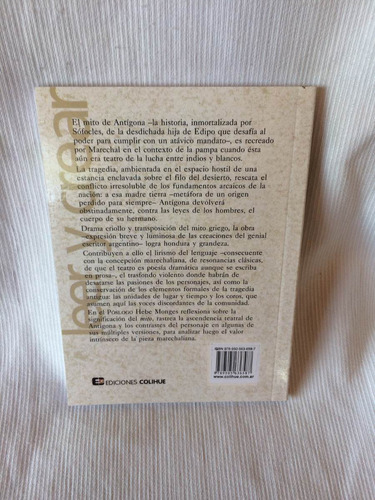 leer y crear
El mito de Antígona –la historia, inmortalizada por
Sófocles, de la desdichada hija de Edipo que desafía al
poder para cumplir con un atávico mandato–, es recreado
por Marechal en el contexto de la pampa cuando ésta
aún era teatro de la lucha entre indios y blancos.
La tragedia, ambientada en el espacio hostil de una
estancia enclavada sobre el filo del desierto, rescata el
conflicto irresoluble de los fundamentos arcaicos de la
nación: a esa madre tierra –metáfora de un origen
perdido para siempre– Antígona devolverá
obstinadamente, contra las leyes de los hombres, el
cuerpo de su hermano.
Drama criollo y transposición del mito griego, la obra
–expresión breve y luminosa de las creaciones del genial
escritor argentino– logra hondura y grandeza.
Contribuyen a ello el lirismo del lenguaje –consecuente
con la concepción marechaliana, de resonancias clásicas,
de que el teatro es poesía dramática aunque se escriba
en prosa–, el trasfondo violento donde habrán de
desatarse las pasiones de los personajes, así como la
conservación de los elementos formales de la tragedia
antigua: las unidades de lugar y tiempo y los coros, que
asumen aquí las voces discordantes de la comunidad.
En el POSLOGO Hebe Monges reflexiona sobre la
significación del mito, rastrea la ascendencia teatral de
Antígona y los contrastes del personaje en algunas de
sus múltiples versiones, para analizar luego el valor
intrínseco de la pieza marechaliana.
EDICIONES COLIHUE
www.colihue.com.ar